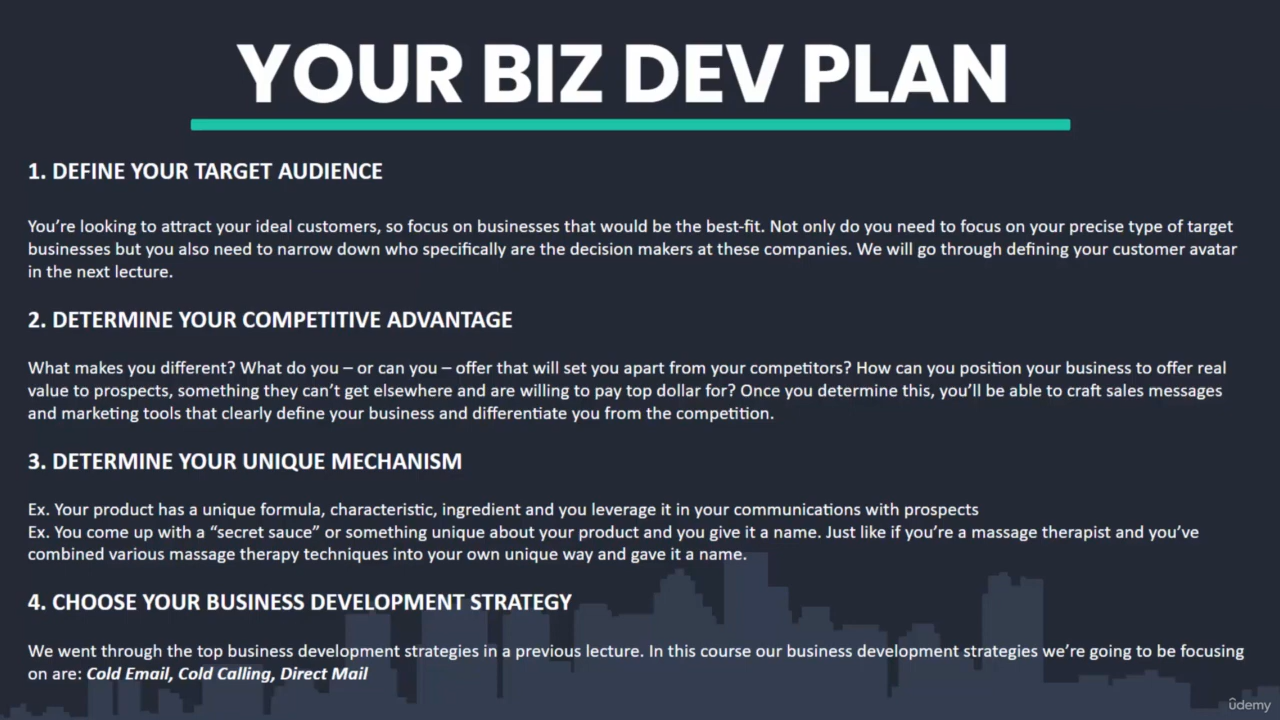 YOUR BIZ DEV PLAN
1. DEFINE YOUR TARGET AUDIENCE
You’re looking to attract your ideal customers, so focus on businesses that would be the best-fit. Not only do you need to focus on your precise type of target
businesses but you also need to narrow down who specifically are the decision makers at these companies. We will go through defining your customer avatar
in the next lecture.
2. DETERMINE YOUR COMPETITIVE ADVANTAGE
What makes you different? What do you – or can you – offer that will set you apart from your competitors? How can you position your business to offer real
value to prospects, something they can’t get elsewhere and are willing to pay top dollar for? Once you determine this, you’ll be able to craft sales messages
and marketing tools that clearly define your business and differentiate you from the competition.
3. DETERMINE YOUR UNIQUE MECHANISM
Ex. Your product has a unique formula, characteristic, ingredient and you leverage it in your communications with prospects
Ex. You come up with a “secret sauce” or something unique about your product and you give it a name. Just like if you’re a massage therapist and you’ve
combined various massage therapy techniques into your own unique way and gave it a name.
4. CHOOSE YOUR BUSINESS DEVELOPMENT STRATEGY
We went through the top business development strategies in a previous lecture. In this course our business development strategies we’re going to be focusing
on are: Cold Email, Cold Calling, Direct Mail
udemy